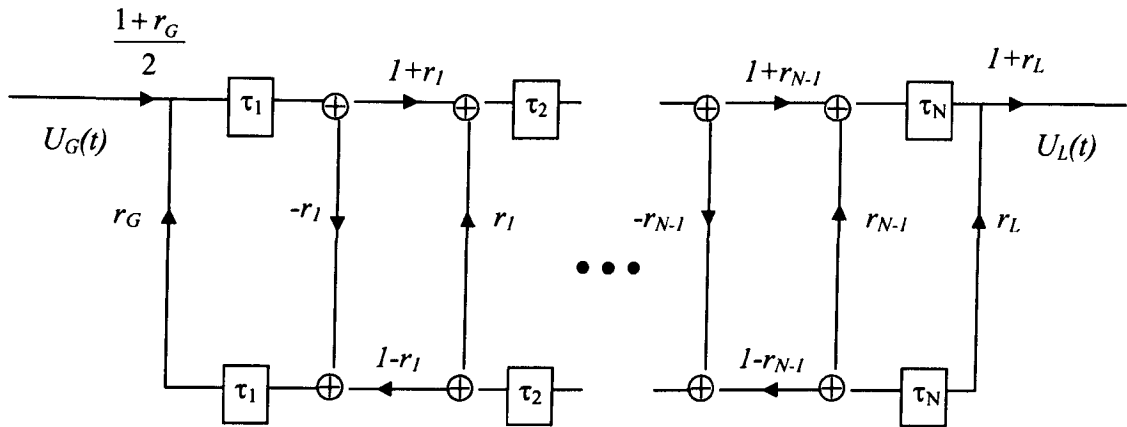 1+r_G
2
1+r_1
1+r_{N-1}
1+r_L
τ_1
τ_2
τ_N
U_G(t)
U_L(t)
r_G
-r_1
r_1
-r_{N-1}
r_{N-1}
r_L
1-r_1
1-r_{N-1}
τ_1
τ_2
τ_N